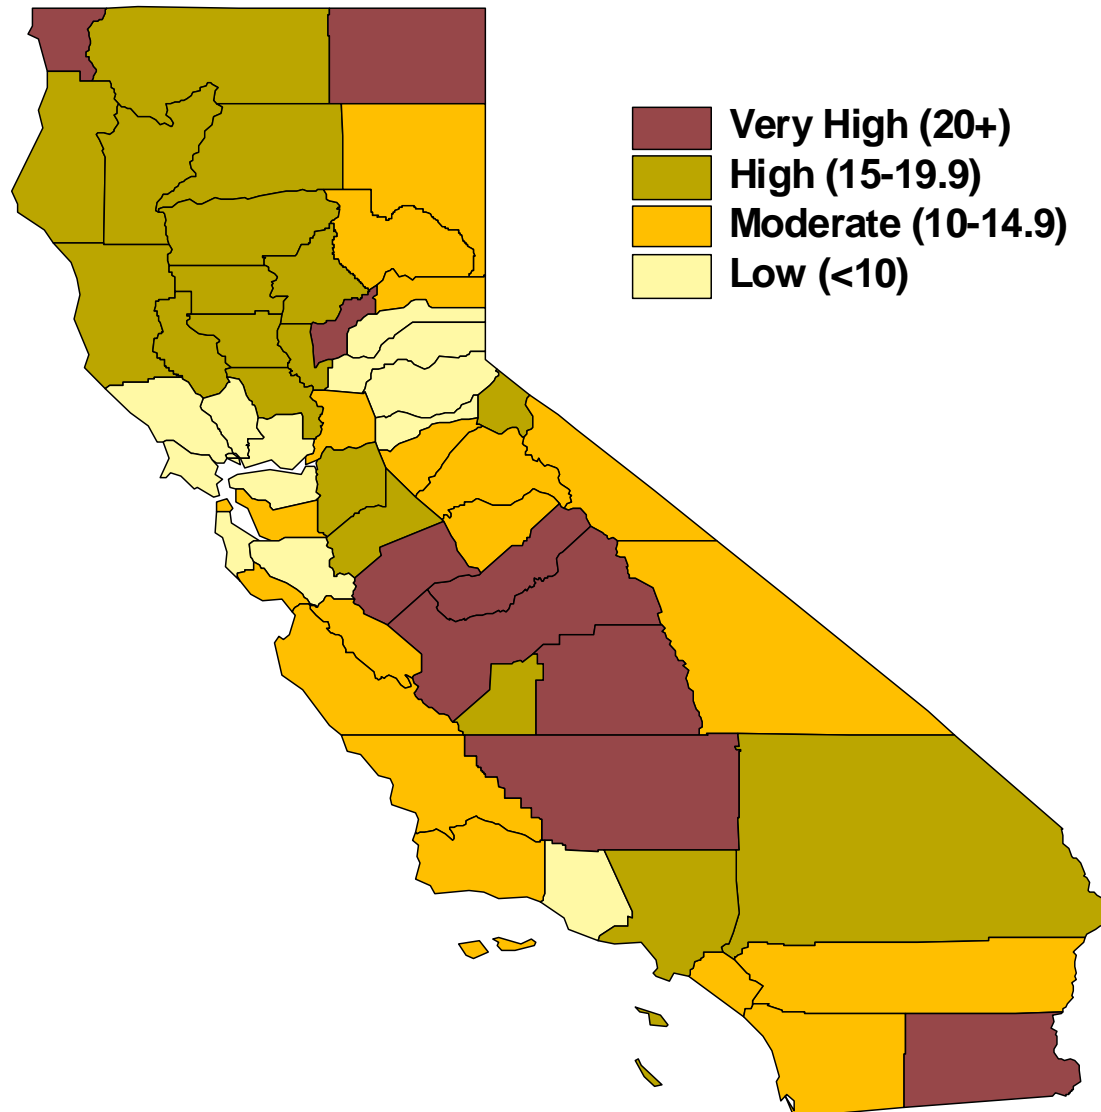 Very High (20+)
High (15-19.9)
Moderate (10-14.9)
Low (<10)